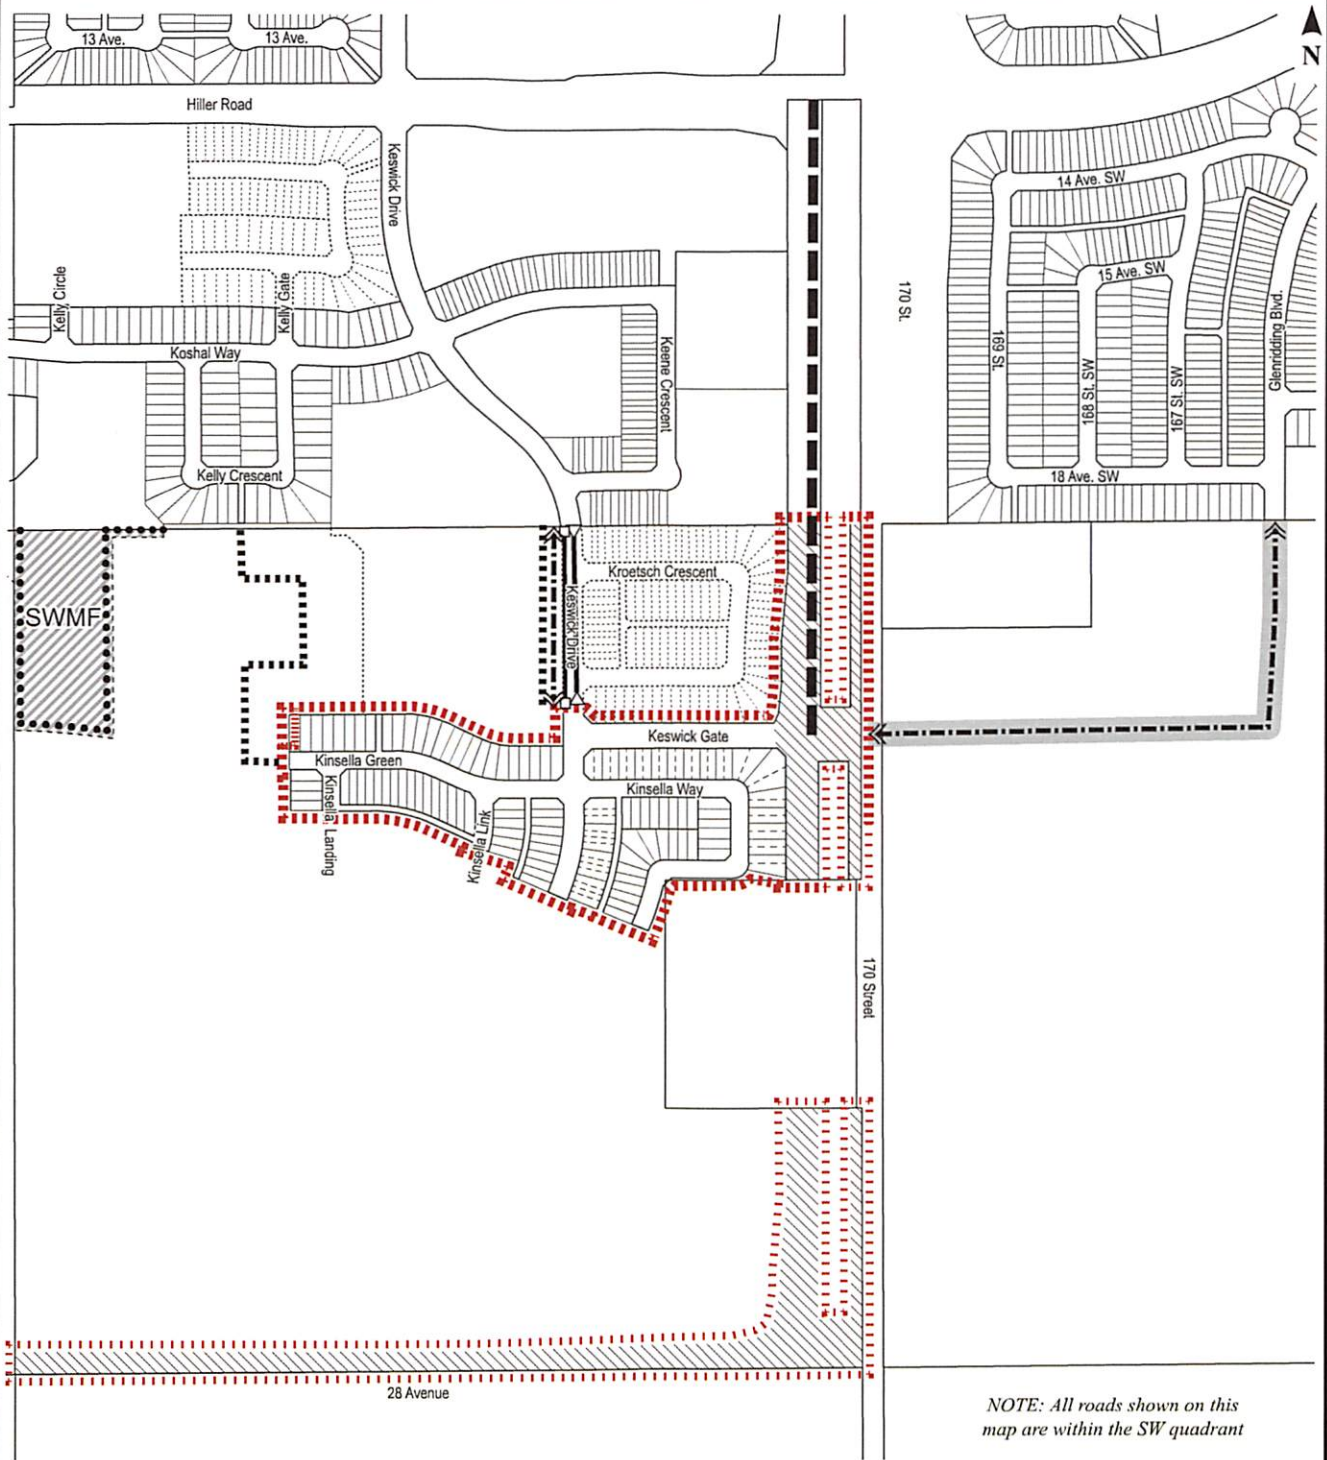 13 Ave.
13 Ave.
N
Hiller Road
Keswick Drive
14 Ave. SW
15 Ave. SW
Kelly Circle
Kelly Gate
170 St.
169 St.
Glenridding Blvd.
Koshal Way
Keene Crescent
168 St. SW
167 St. SW
Kelly Crescent
18 Ave. SW
Kroetsch Crescent
SWMF
Keswick Drive
Keswick Gate
Kinsella Green
Kinsella Way
Kinsella Landing
Kinsella Link
170 Street
28 Avenue
NOTE: All roads shown on this
map are within the SW quadrant